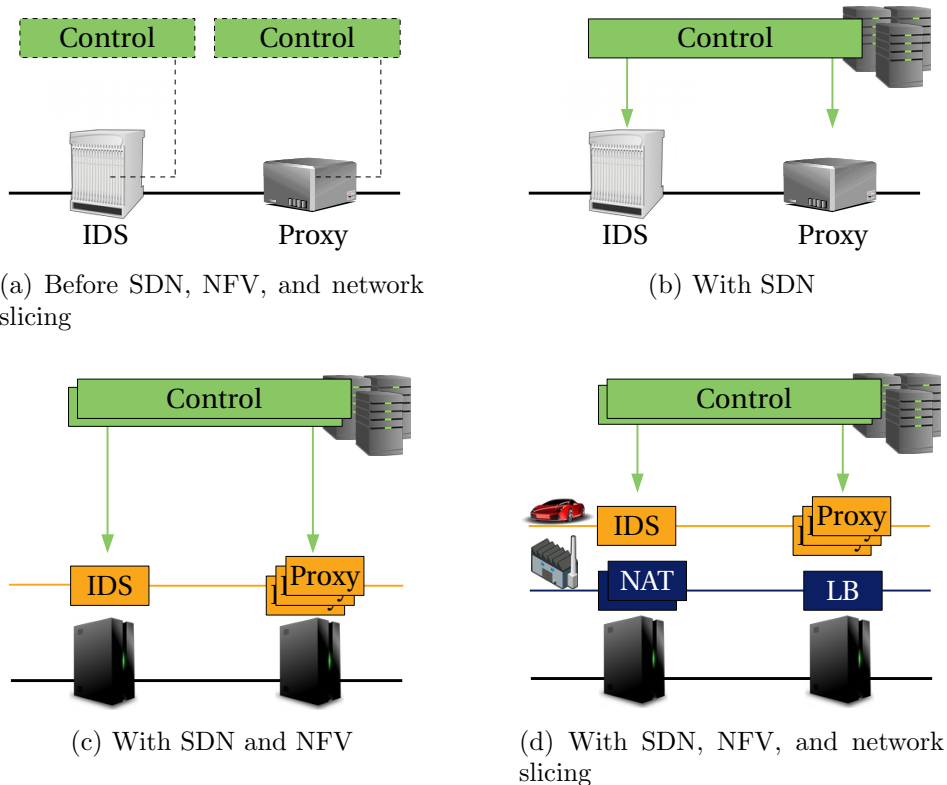 Control Control
IDS Proxy
(a) Before SDN, NFV, and network
slicing
Control
IDS Proxy
(b) With SDN
Control
IDS Proxy
(c) With SDN and NFV
Control
IDS Proxy
NAT LB
(d) With SDN, NFV, and network
slicing